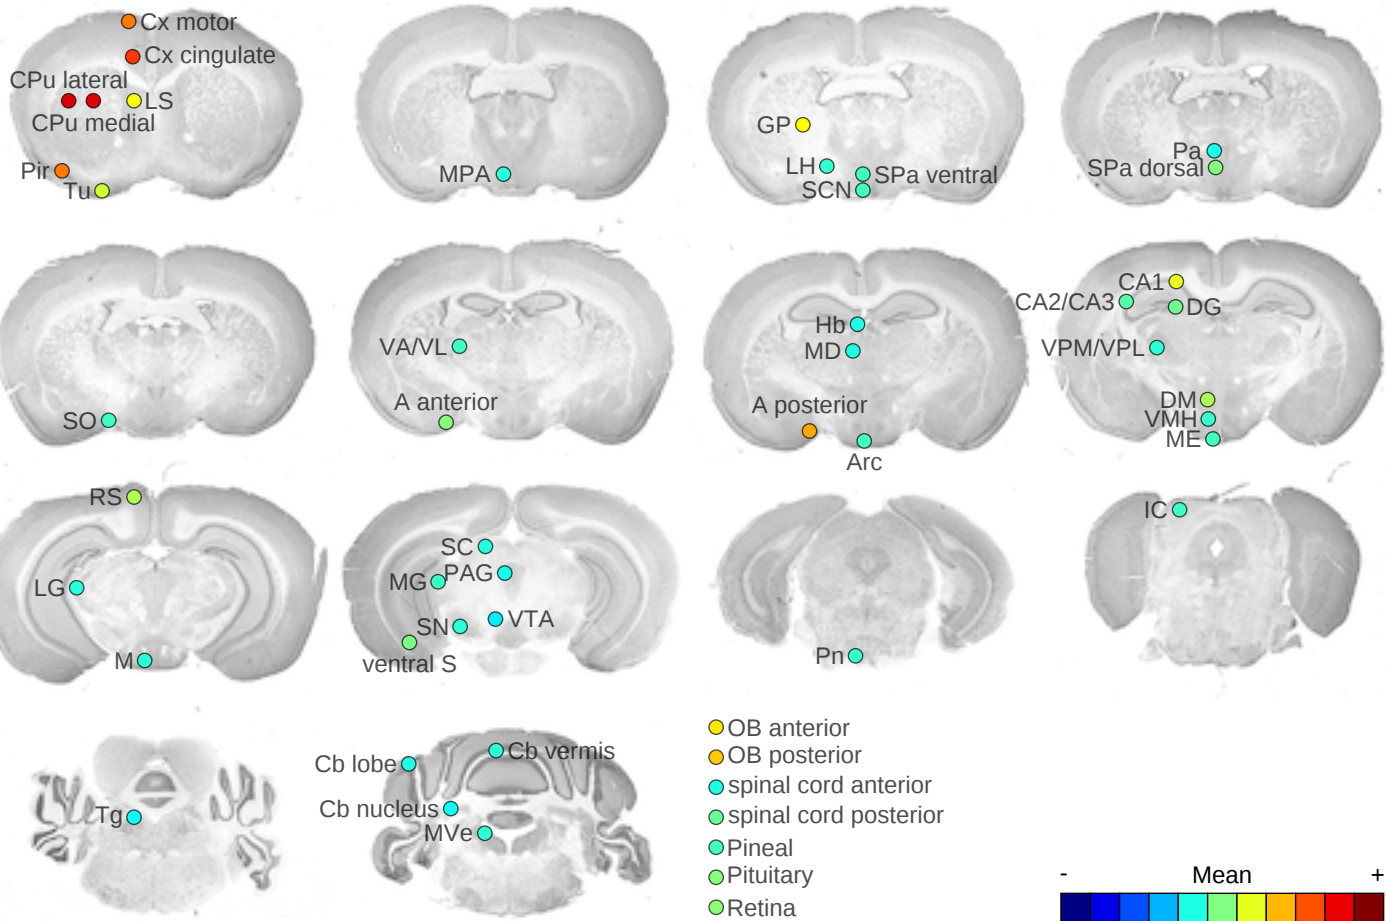 Cx motor
Cx cingulate
CPu lateral
LS
CPu medial
Pir
Tu
MPA
GP
LH
SPa ventral
SCN
Pa
SPa dorsal
SO
VA/VL
A anterior
Hb
MD
A posterior
Arc
CA1
CA2/CA3
DG
VPM/VPL
DM
VMH
ME
RS
LG
M
SC
PAG
MG
VTA
SN
ventral S
Pn
IC
Tg
Cb vermis
Cb lobe
Cb nucleus
MVe
OB anterior
OB posterior
spinal cord anterior
spinal cord posterior
Pineal
Pituitary
Retina
- Mean +